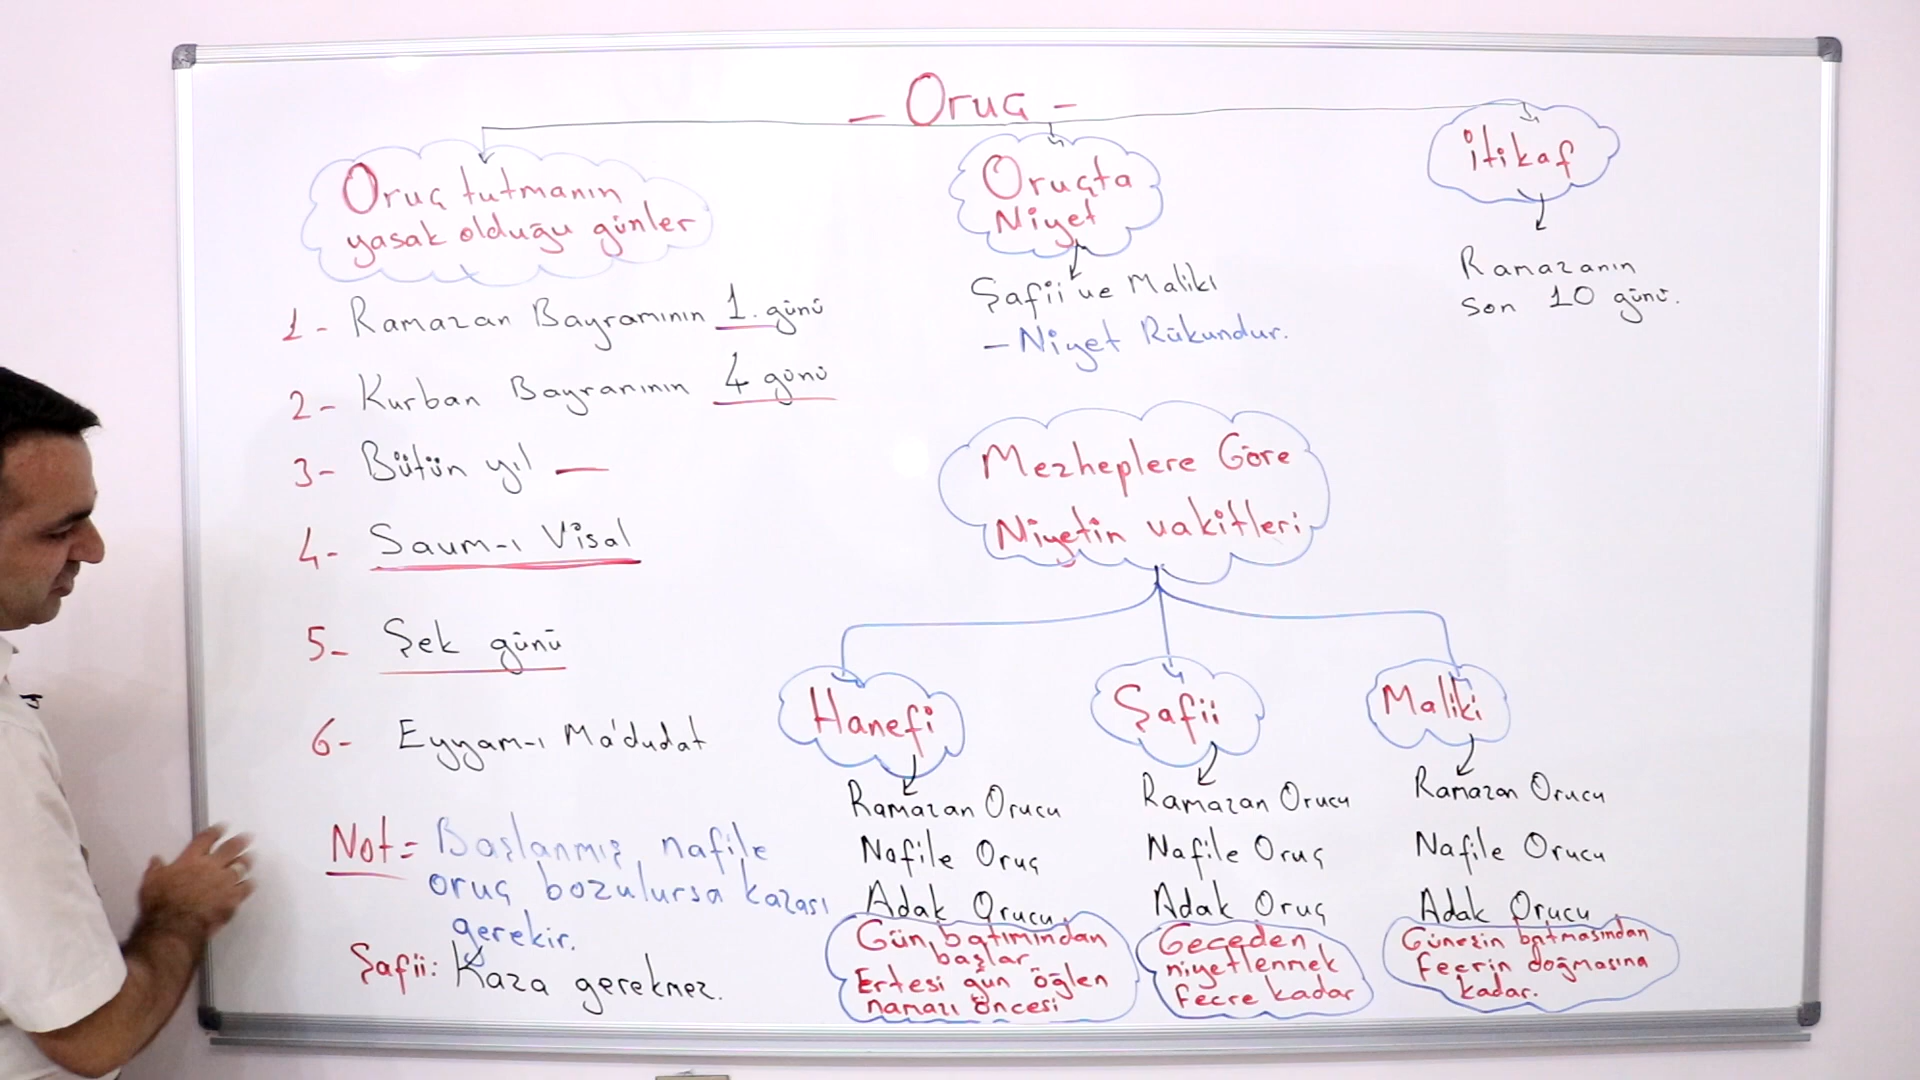 - Oruç -
Oruç tutmanın
yasak olduğu günler
1- Ramazan Bayramının 1. günü
2- Kurban Bayramının 4 günü
3- Bütün yıl —
4- Saum-ı Visal
5- Şek günü
6- Eyyam-ı Ma'dudat
Not = Başlanmış nafile
oruç bozulursa kazası
gerekir.
Şafii: Kaza gerekmez.
Oruçta
Niyet
Şafii ve Maliki
- Niyet Rükundur.
İtikaf
Ramazanın
son 10 günü.
Mezheplere Göre
Niyetin vakitleri
Hanefi
Ramazan Orucu
Nafile Oruç
Adak Orucu
Gün batımından
başlar
Ertesi gün öğlen
namazı öncesi
Şafii
Ramazan Orucu
Nafile Oruç
Adak Oruç
Geceden
niyetlenmek
fecre kadar
Maliki
Ramazan Orucu
Nafile Orucu
Adak Orucu
Güneşin batmasından
fecrin doğmasına
kadar.